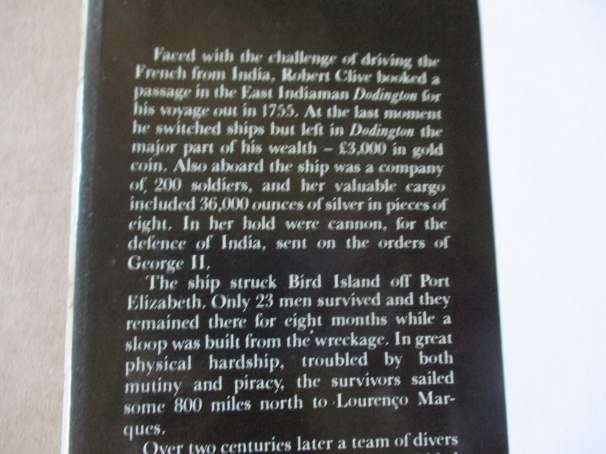 Faced with the challenge of driving the
French from India, Robert Clive booked a
passage in the East Indiaman Dodington for
his voyage out in 1755. At the last moment
he switched ships but left in Dodington the
major part of his wealth – £3,000 in gold
coin. Also aboard the ship was a company
of 200 soldiers, and her valuable cargo
included 36,000 ounces of silver in pieces of
eight. In her hold were cannon, for the
defence of India, sent on the orders of
George II.
The ship struck Bird Island off Port
Elizabeth. Only 23 men survived and they
remained there for eight months while a
sloop was built from the wreckage. In great
physical hardship, troubled by both
mutiny and piracy, the survivors sailed
some 800 miles north to Lourenço Mar-
ques.
Over two centuries later a team of divers